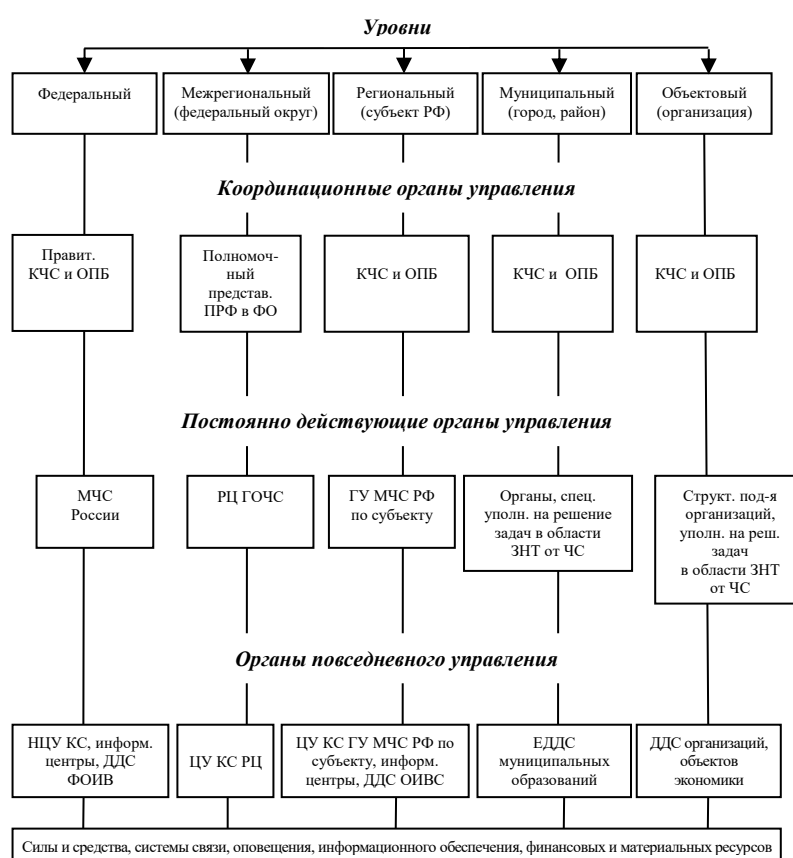 Уровни
Федеральный
Межрегиональный
(федеральный округ)
Региональный
(субъект РФ)
Муниципальный
(город, район)
Объектовый
(организация)
Координационные органы управления
Правит.
КЧС и ОПБ
Полномоч-
ный
представ.
ПРФ в ФО
КЧС и ОПБ
КЧС и ОПБ
КЧС и ОПБ
Постоянно действующие органы управления
МЧС
России
РЦ ГОЧС
ГУ МЧС РФ
по субъекту
Органы, спец.
уполн. на решение
задач в области
ЗНТ от ЧС
Структ. под-я
организаций,
уполн. на реш.
задач
в области ЗНТ
от ЧС
Органы повседневного управления
НЦУ КС, информ.
центры, ДДС
ФОИВ
ЦУ КС РЦ
ЦУ КС ГУ МЧС РФ по
субъекту, информ.
центры, ДДС ОИВС
ЕДДС
муниципальных
образований
ДДС организаций,
объектов
экономики
Силы и средства, системы связи, оповещения, информационного обеспечения, финансовых и материальных ресурсов